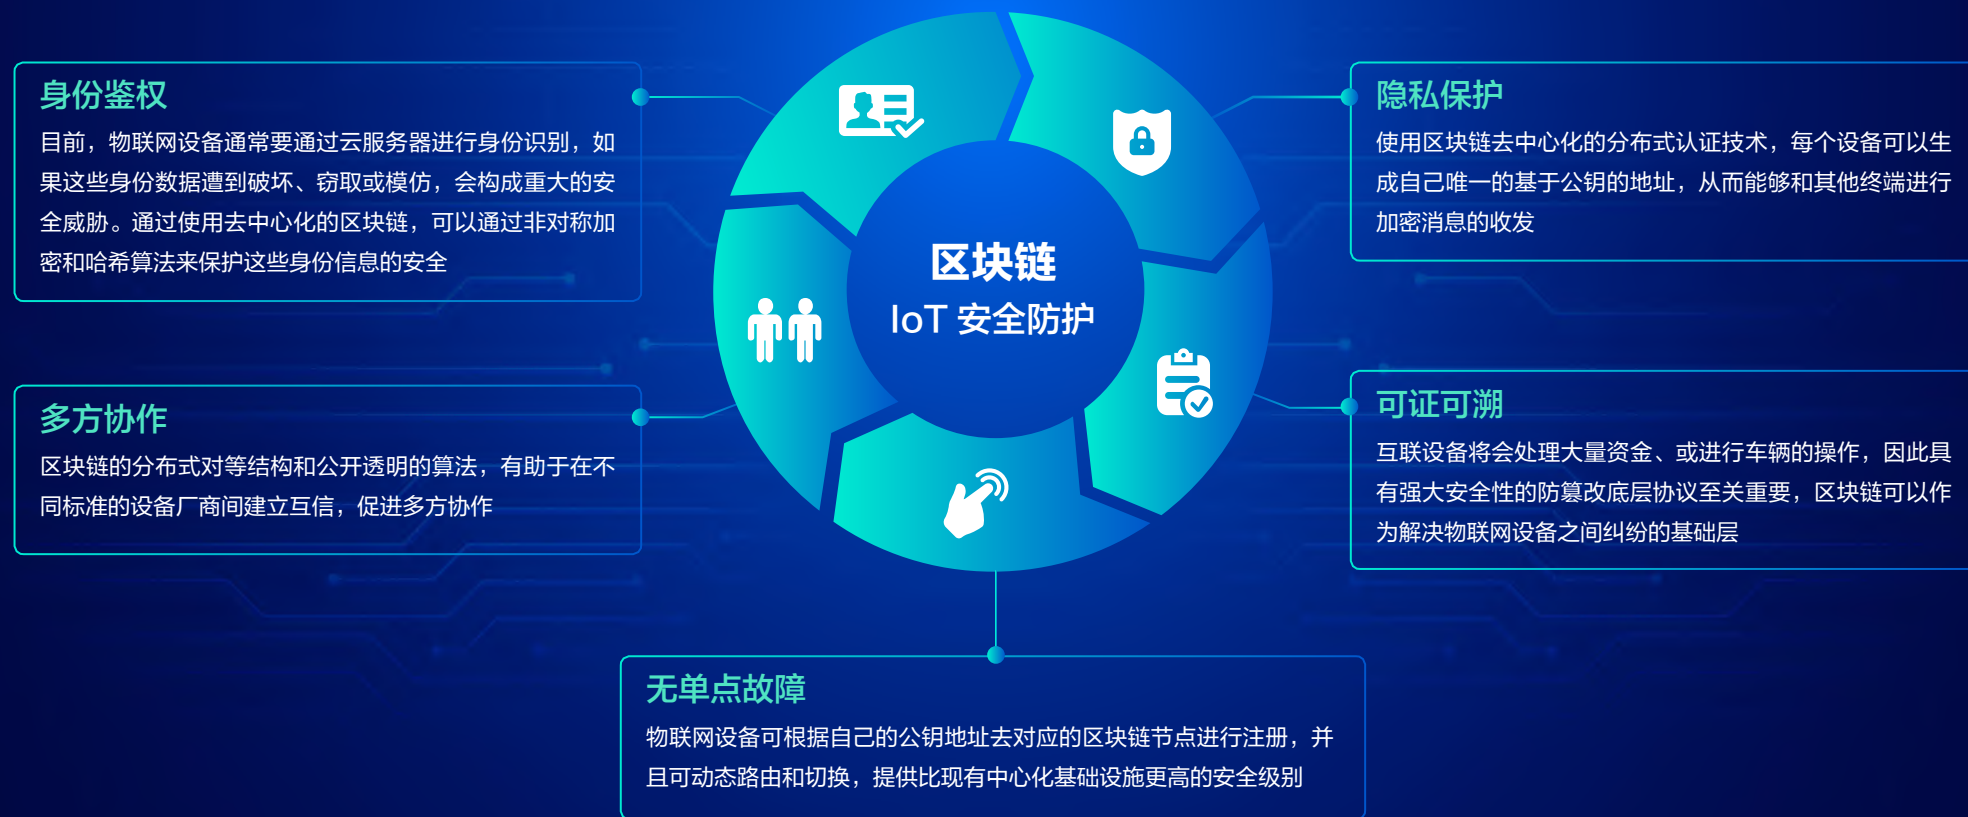 身份鉴权
目前，物联网设备通常要通过云服务器进行身份识别，如
果这些身份数据遭到破坏、窃取或模仿，会构成重大的安
全威胁。通过使用去中心化的区块链，可以通过非对称加
密和哈希算法来保护这些身份信息的安全
多方协作
区块链的分布式对等结构和公开透明的算法，有助于在不
同标准的设备厂商间建立互信，促进多方协作
区块链
IoT 安全防护
隐私保护
使用区块链去中心化的分布式认证技术，每个设备可以生
成自己唯一的基于公钥的地址，从而能够和其他终端进行
加密消息的收发
可证可溯
互联设备将会处理大量资金、或进行车辆的操作，因此具
有强大安全性的防篡改底层协议至关重要，区块链可以作
为解决物联网设备之间纠纷的基础层
无单点故障
物联网设备可根据自己的公钥地址去对应的区块链节点进行注册，并
且可动态路由和切换，提供比现有中心化基础设施更高的安全级别